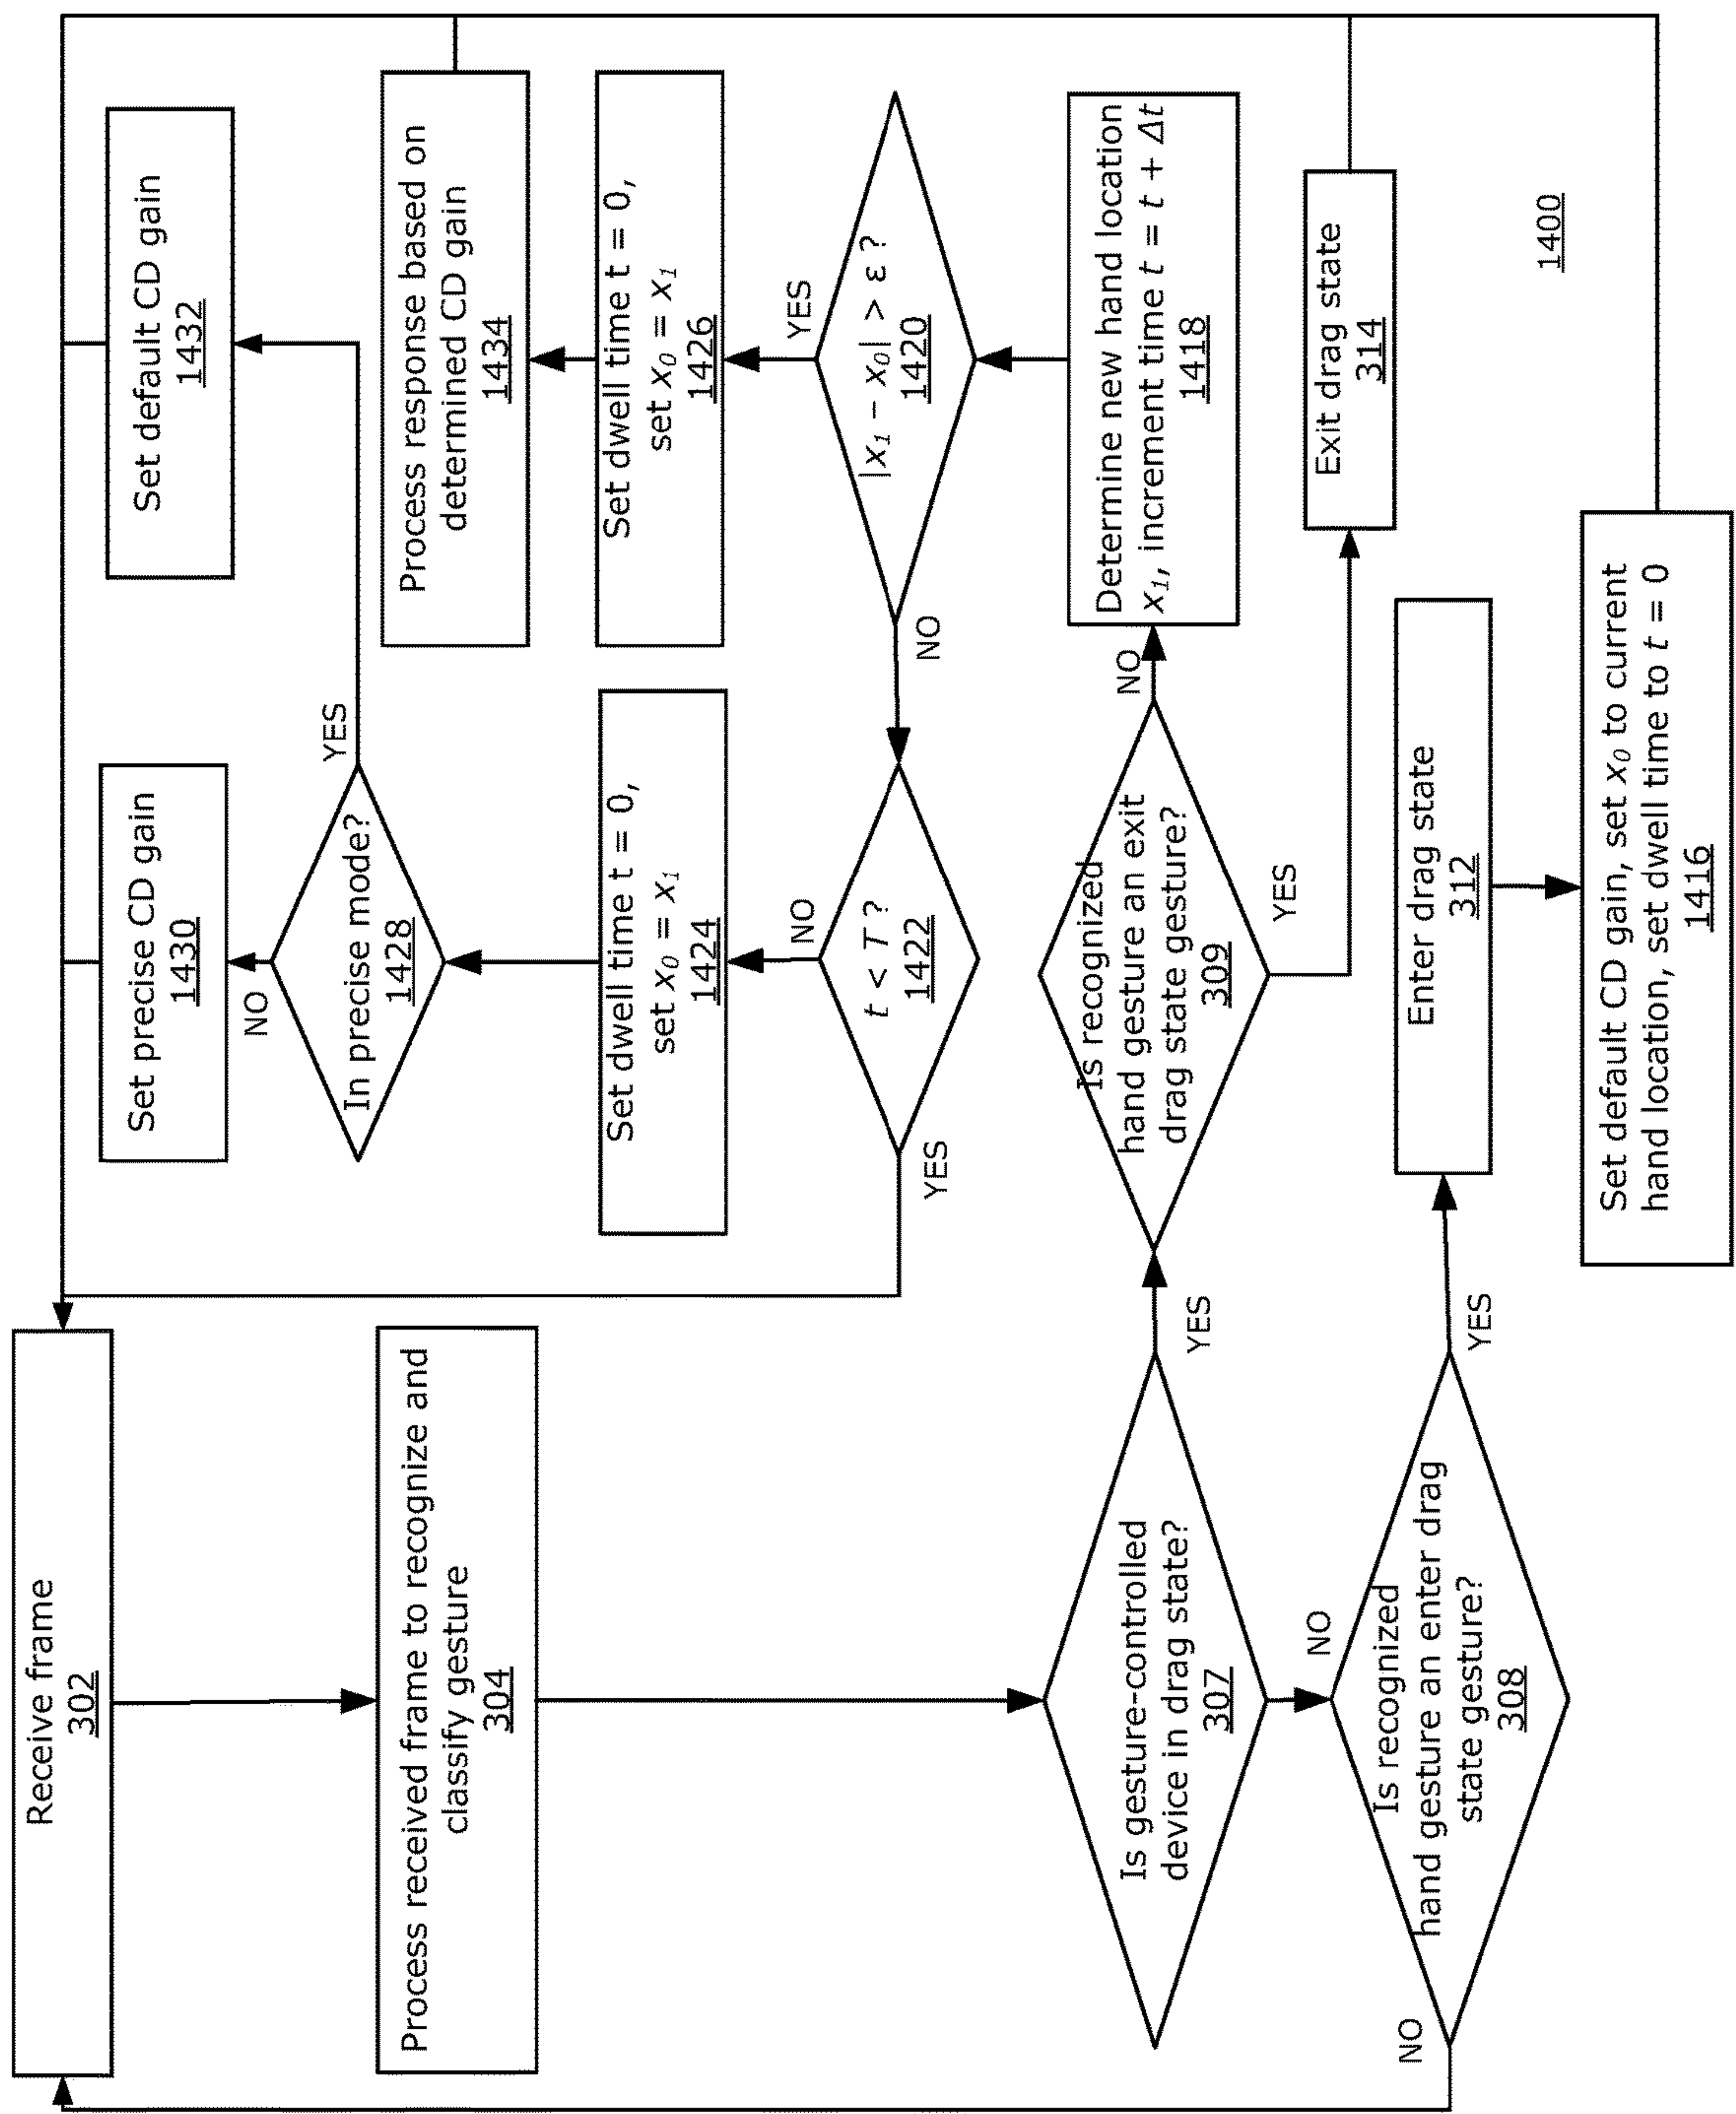 Receive frame
302
Process received frame to recognize and
classify gesture
304
Is gesture-controlled
device in drag state?
307
NO
YES
Is recognized
hand gesture an enter drag
state gesture?
308
NO
YES
Is recognized
hand gesture an exit
drag state gesture?
309
NO
YES
Enter drag state
312
Set default CD gain, set x₀ to current
hand location, set dwell time to t = 0
1416
Exit drag state
314
Determine new hand location
x₁, increment time t = t + Δt
1418
|x₁ − x₀| > ε ?
1420
YES
NO
t < T ?
1422
NO
YES
Set dwell time t = 0,
set x₀ = x₁
1424
Set dwell time t = 0,
set x₀ = x₁
1426
In precise mode?
1428
NO
YES
Set precise CD gain
1430
Set default CD gain
1432
Process response based on
determined CD gain
1434
1400